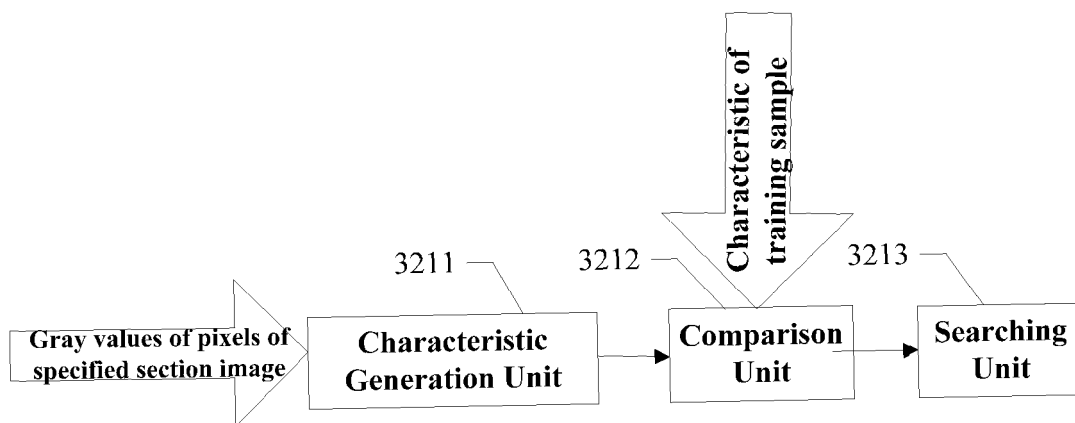 Characteristic of
training sample
3211
3212
3213
Gray values of pixels of
specified section image
Characteristic
Generation Unit
Comparison
Unit
Searching
Unit